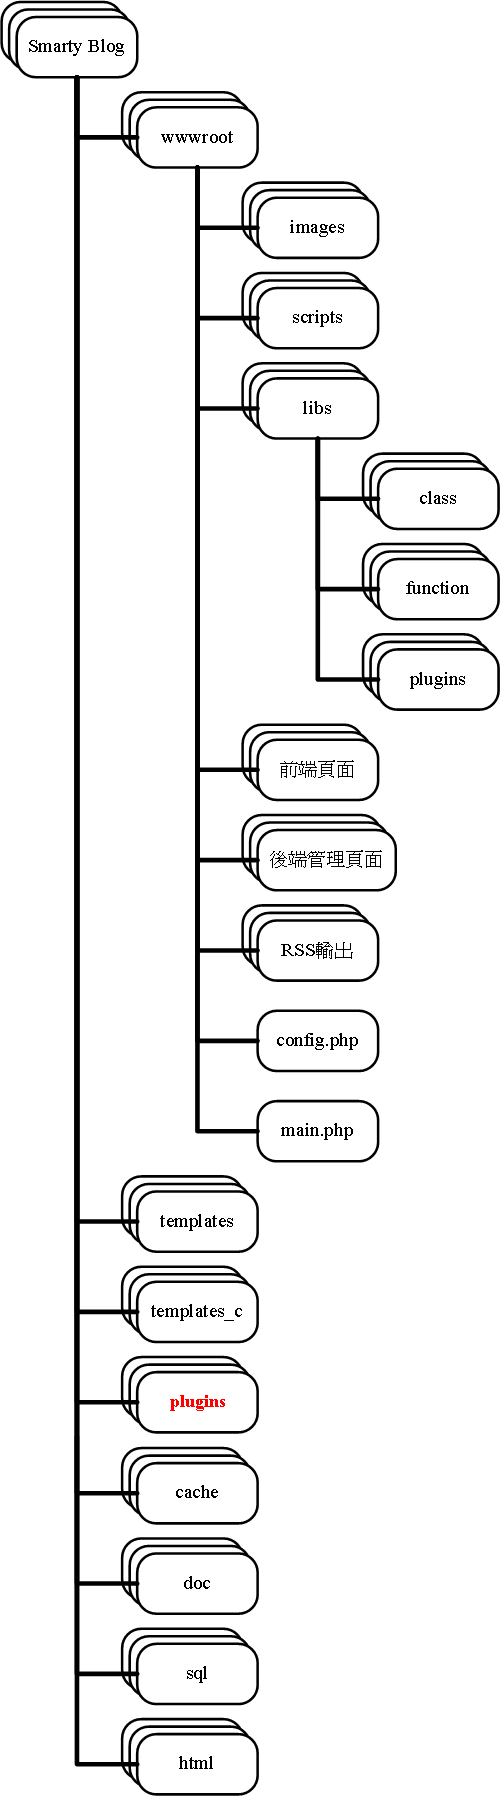 Smarty Blog
wwwroot
images
scripts
libs
class
function
plugins
前端頁面
後端管理頁面
RSS輸出
config.php
main.php
templates
templates_c
plugins
cache
doc
sql
html